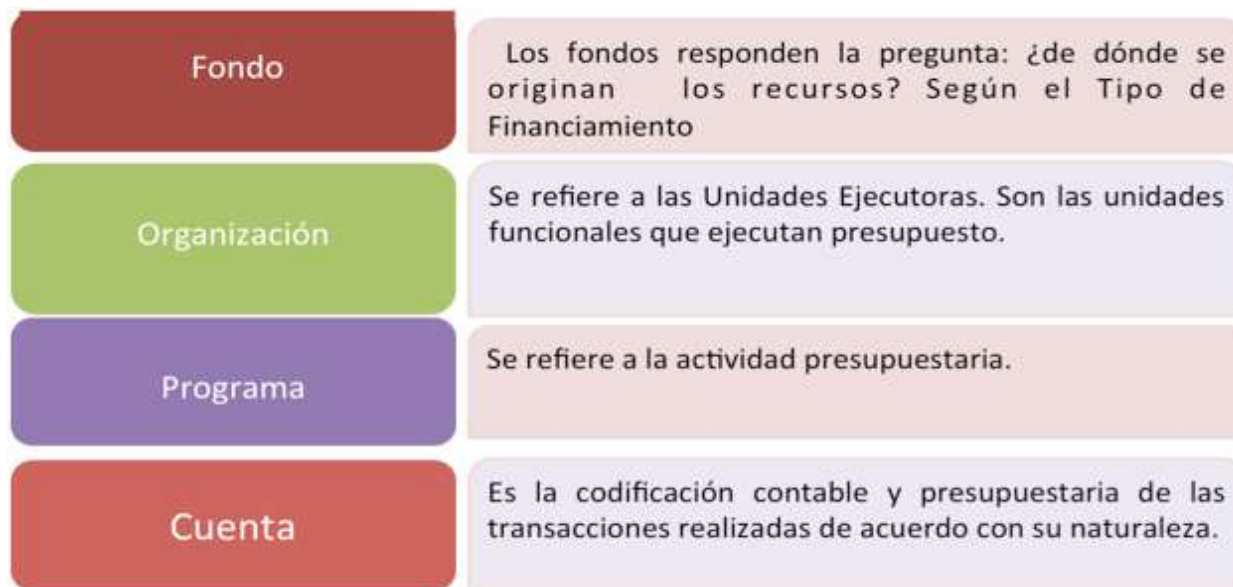 Fondo
Los fondos responden la pregunta: ¿de dónde se
originan los recursos? Según el Tipo de
Financiamiento
Organización
Se refiere a las Unidades Ejecutoras. Son las unidades
funcionales que ejecutan presupuesto.
Programa
Se refiere a la actividad presupuestaria.
Cuenta
Es la codificación contable y presupuestaria de las
transacciones realizadas de acuerdo con su naturaleza.